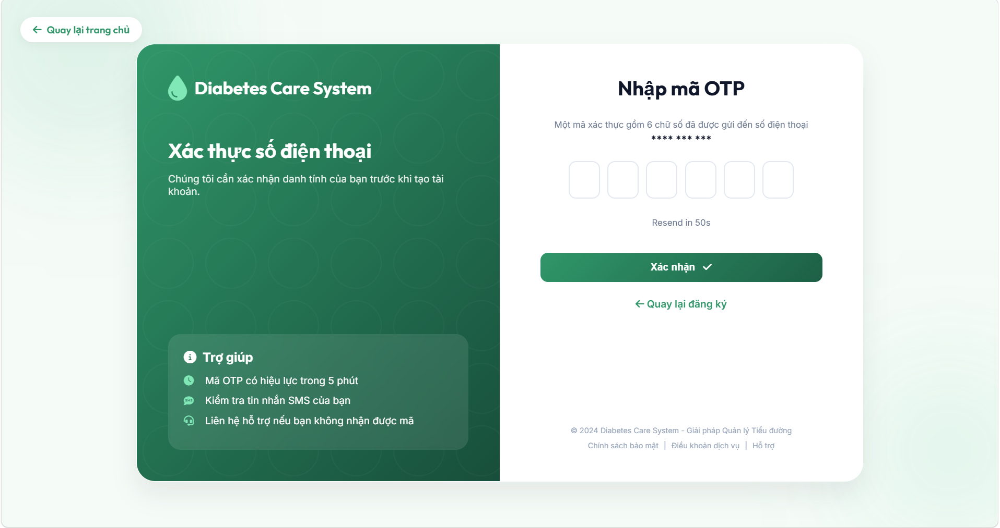 Quay lại trang chủ
Diabetes Care System
Xác thực số điện thoại
Chúng tôi cần xác nhận danh tính của bạn trước khi tạo tài
khoản.
Trợ giúp
Mã OTP có hiệu lực trong 5 phút
SMS
Kiểm tra tin nhắn SMS của bạn
Liên hệ hỗ trợ nếu bạn không nhận được mã
Nhập mã OTP
Một mã xác thực gồm 6 chữ số đã được gửi đến số điện thoại
**** *** ***
Resend in 50s
Xác nhận
Quay lại đăng ký
© 2024 Diabetes Care System - Giải pháp Quản lý Tiểu đường
Chính sách bảo mật | Điều khoản dịch vụ | Hỗ trợ